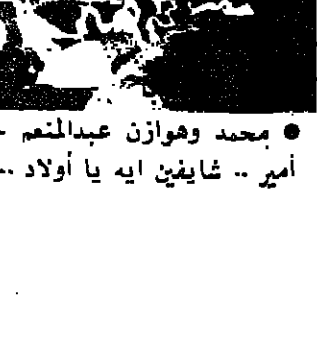 ● محمد وهوازن عبدالمنعم -
أمير .. شايفين ايه يا أولاد ..